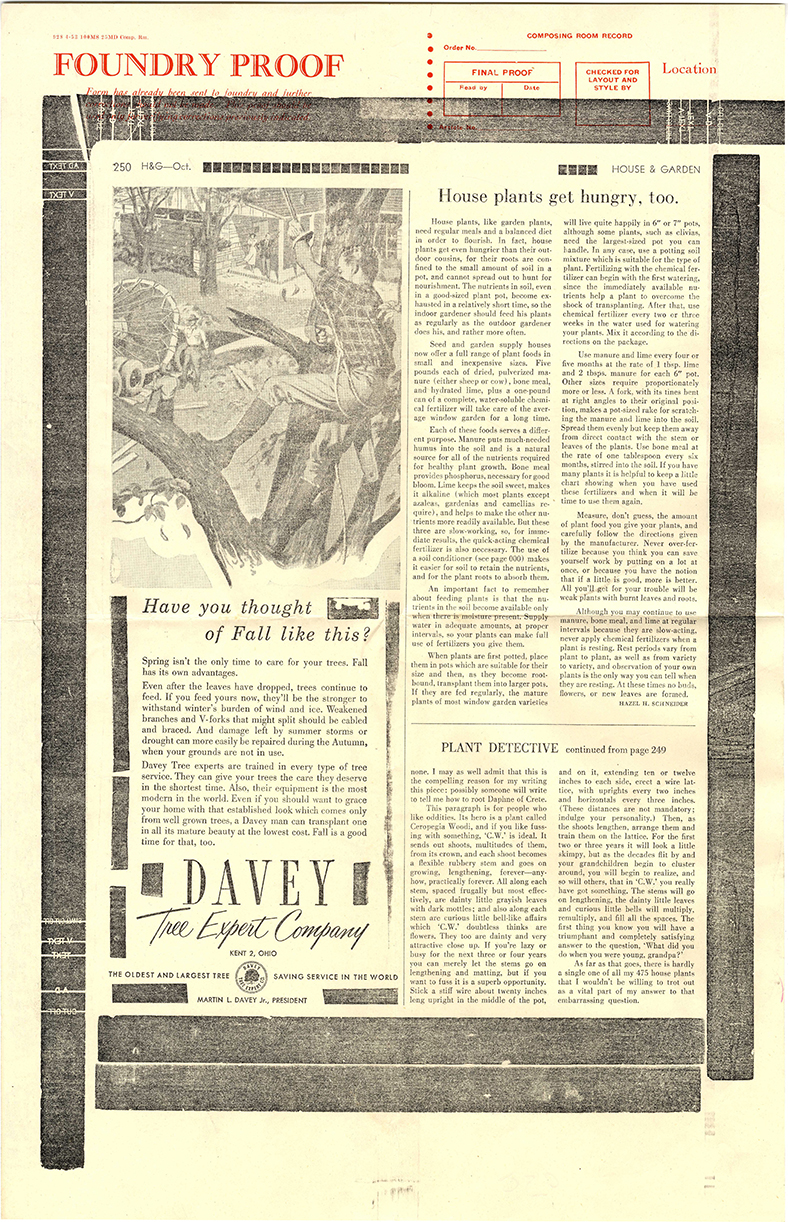 828 4-55 100MS 25MD Comp. Rm.
FOUNDRY PROOF
Form has already been sent to foundry and further
COMPOSING ROOM RECORD
Order No.
FINAL PROOF
Read by
Date
CHECKED FOR
LAYOUT AND
STYLE BY
Location
Article No.
AD TEXT
V TEXT
250 H&G—Oct.
HOUSE & GARDEN
House plants get hungry, too.
House plants, like garden plants,
need regular meals and a balanced diet
in order to flourish. In fact, house
plants get even hungrier than their out-
door cousins, for their roots are con-
fined to the small amount of soil in a
pot, and cannot spread out to hunt for
nourishment. The nutrients in soil, even
in a good-sized plant pot, become ex-
hausted in a relatively short time, so the
indoor gardener should feed his plants
as regularly as the outdoor gardener
does his, and rather more often.
Seed and garden supply houses
now offer a full range of plant foods in
small and inexpensive sizes. Five
pounds each of dried, pulverized ma-
nure (either sheep or cow), bone meal,
and hydrated lime, plus a one-pound
can of a complete, water-soluble chemi-
cal fertilizer will take care of the aver-
age window garden for a long time.
Each of these foods serves a differ-
ent purpose. Manure puts much-needed
humus into the soil and is a natural
source for all of the nutrients required
for healthy plant growth. Bone meal
provides phosphorus, necessary for good
bloom. Lime keeps the soil sweet, makes
it alkaline (which most plants except
azaleas, gardenias and camellias re-
quire), and helps to make the other nu-
trients more readily available. But these
three are slow-working, so, for imme-
diate results, the quick-acting chemical
fertilizer is also necessary. The use of
a soil conditioner (see page 000) makes
it easier for soil to retain the nutrients,
and for the plant roots to absorb them.
An important fact to remember
about feeding plants is that the nu-
trients in the soil become available only
when there is moisture present. Supply
water in adequate amounts, at proper
intervals, so your plants can make full
use of fertilizers you give them.
When plants are first potted, place
them in pots which are suitable for their
size and then, as they become root-
bound, transplant them into larger pots.
If they are fed regularly, the mature
plants of most window garden varieties
will live quite happily in 6″ or 7″ pots,
although some plants, such as clivias,
need the largest-sized pot you can
handle. In any case, use a potting soil
mixture which is suitable for the type of
plant. Fertilizing with the chemical fer-
tilizer can begin with the first watering,
since the immediately available nu-
trients help a plant to overcome the
shock of transplanting. After that, use
chemical fertilizer every two or three
weeks in the water used for watering
your plants. Mix it according to the di-
rections on the package.
Use manure and lime every four or
five months at the rate of 1 tbsp. lime
and 2 tbsps. manure for each 6″ pot.
Other sizes require proportionately
more or less. A fork, with its tines bent
at right angles to their original posi-
tion, makes a pot-sized rake for scratch-
ing the manure and lime into the soil.
Spread them evenly but keep them away
from direct contact with the stem or
leaves of the plants. Use bone meal at
the rate of one tablespoon every six
months, stirred into the soil. If you have
many plants it is helpful to keep a little
chart showing when you have used
these fertilizers and when it will be
time to use them again.
Measure, don't guess, the amount
of plant food you give your plants, and
carefully follow the directions given
by the manufacturer. Never over-fer-
tilize because you think you can save
yourself work by putting on a lot at
once, or because you have the notion
that if a little is good, more is better.
All you'll get for your trouble will be
weak plants with burnt leaves and roots.
Although you may continue to use
manure, bone meal, and lime at regular
intervals because they are slow-acting,
never apply chemical fertilizers when a
plant is resting. Rest periods vary from
plant to plant, as well as from variety
to variety, and observation of your own
plants is the only way you can tell when
they are resting. At these times no buds,
flowers, or new leaves are formed.
HAZEL H. SCHNEIDER
Have you thought
of Fall like this?
Spring isn't the only time to care for your trees. Fall
has its own advantages.
Even after the leaves have dropped, trees continue to
feed. If you feed yours now, they'll be the stronger to
withstand winter's burden of wind and ice. Weakened
branches and V-forks that might split should be cabled
and braced. And damage left by summer storms or
drought can more easily be repaired during the Autumn,
when your grounds are not in use.
Davey Tree experts are trained in every type of tree
service. They can give your trees the care they deserve
in the shortest time. Also, their equipment is the most
modern in the world. Even if you should want to grace
your home with that established look which comes only
from well grown trees, a Davey man can transplant one
in all its mature beauty at the lowest cost. Fall is a good
time for that, too.
DAVEY
Tree Expert Company
KENT 2, OHIO
THE OLDEST AND LARGEST TREE
SAVING SERVICE IN THE WORLD
MARTIN L. DAVEY Jr., PRESIDENT
PLANT DETECTIVE continued from page 249
none. I may as well admit that this is
the compelling reason for my writing
this piece; possibly someone will write
to tell me how to root Daphne of Crete.
This paragraph is for people who
like oddities. Its hero is a plant called
Ceropegia Woodi, and if you like fuss-
ing with something, 'C.W.' is ideal. It
sends out shoots, multitudes of them,
from its crown, and each shoot becomes
a flexible rubbery stem and goes on
growing, lengthening, forever—any-
how, practically forever. All along each
stem, spaced frugally but most effec-
tively, are dainty little grayish leaves
with dark mottles; and also along each
stem are curious little bell-like affairs
which 'C.W.' doubtless thinks are
flowers. They too are dainty and very
attractive close up. If you're lazy or
busy for the next three or four years
you can merely let the stems go on
lengthening and matting, but if you
want to fuss it is a superb opportunity.
Stick a stiff wire about twenty inches
long upright in the middle of the pot,
and on it, extending ten or twelve
inches to each side, erect a wire lat-
tice, with uprights every two inches
and horizontals every three inches.
(These distances are not mandatory;
indulge your personality.) Then, as
the shoots lengthen, arrange them and
train them on the lattice. For the first
two or three years it will look a little
skimpy, but as the decades flit by and
your grandchildren begin to cluster
around, you will begin to realize, and
so will others, that in 'C.W.' you really
have got something. The stems will go
on lengthening, the dainty little leaves
and curious little bells will multiply,
remultiply, and fill all the spaces. The
first thing you know you will have a
triumphant and completely satisfying
answer to the question, 'What did you
do when you were young, grandpa?'
As far as that goes, there is hardly
a single one of all my 475 house plants
that I wouldn't be willing to trot out
as a vital part of my answer to that
embarrassing question.
V TEXT
TEXT
AD
CUT-OFF